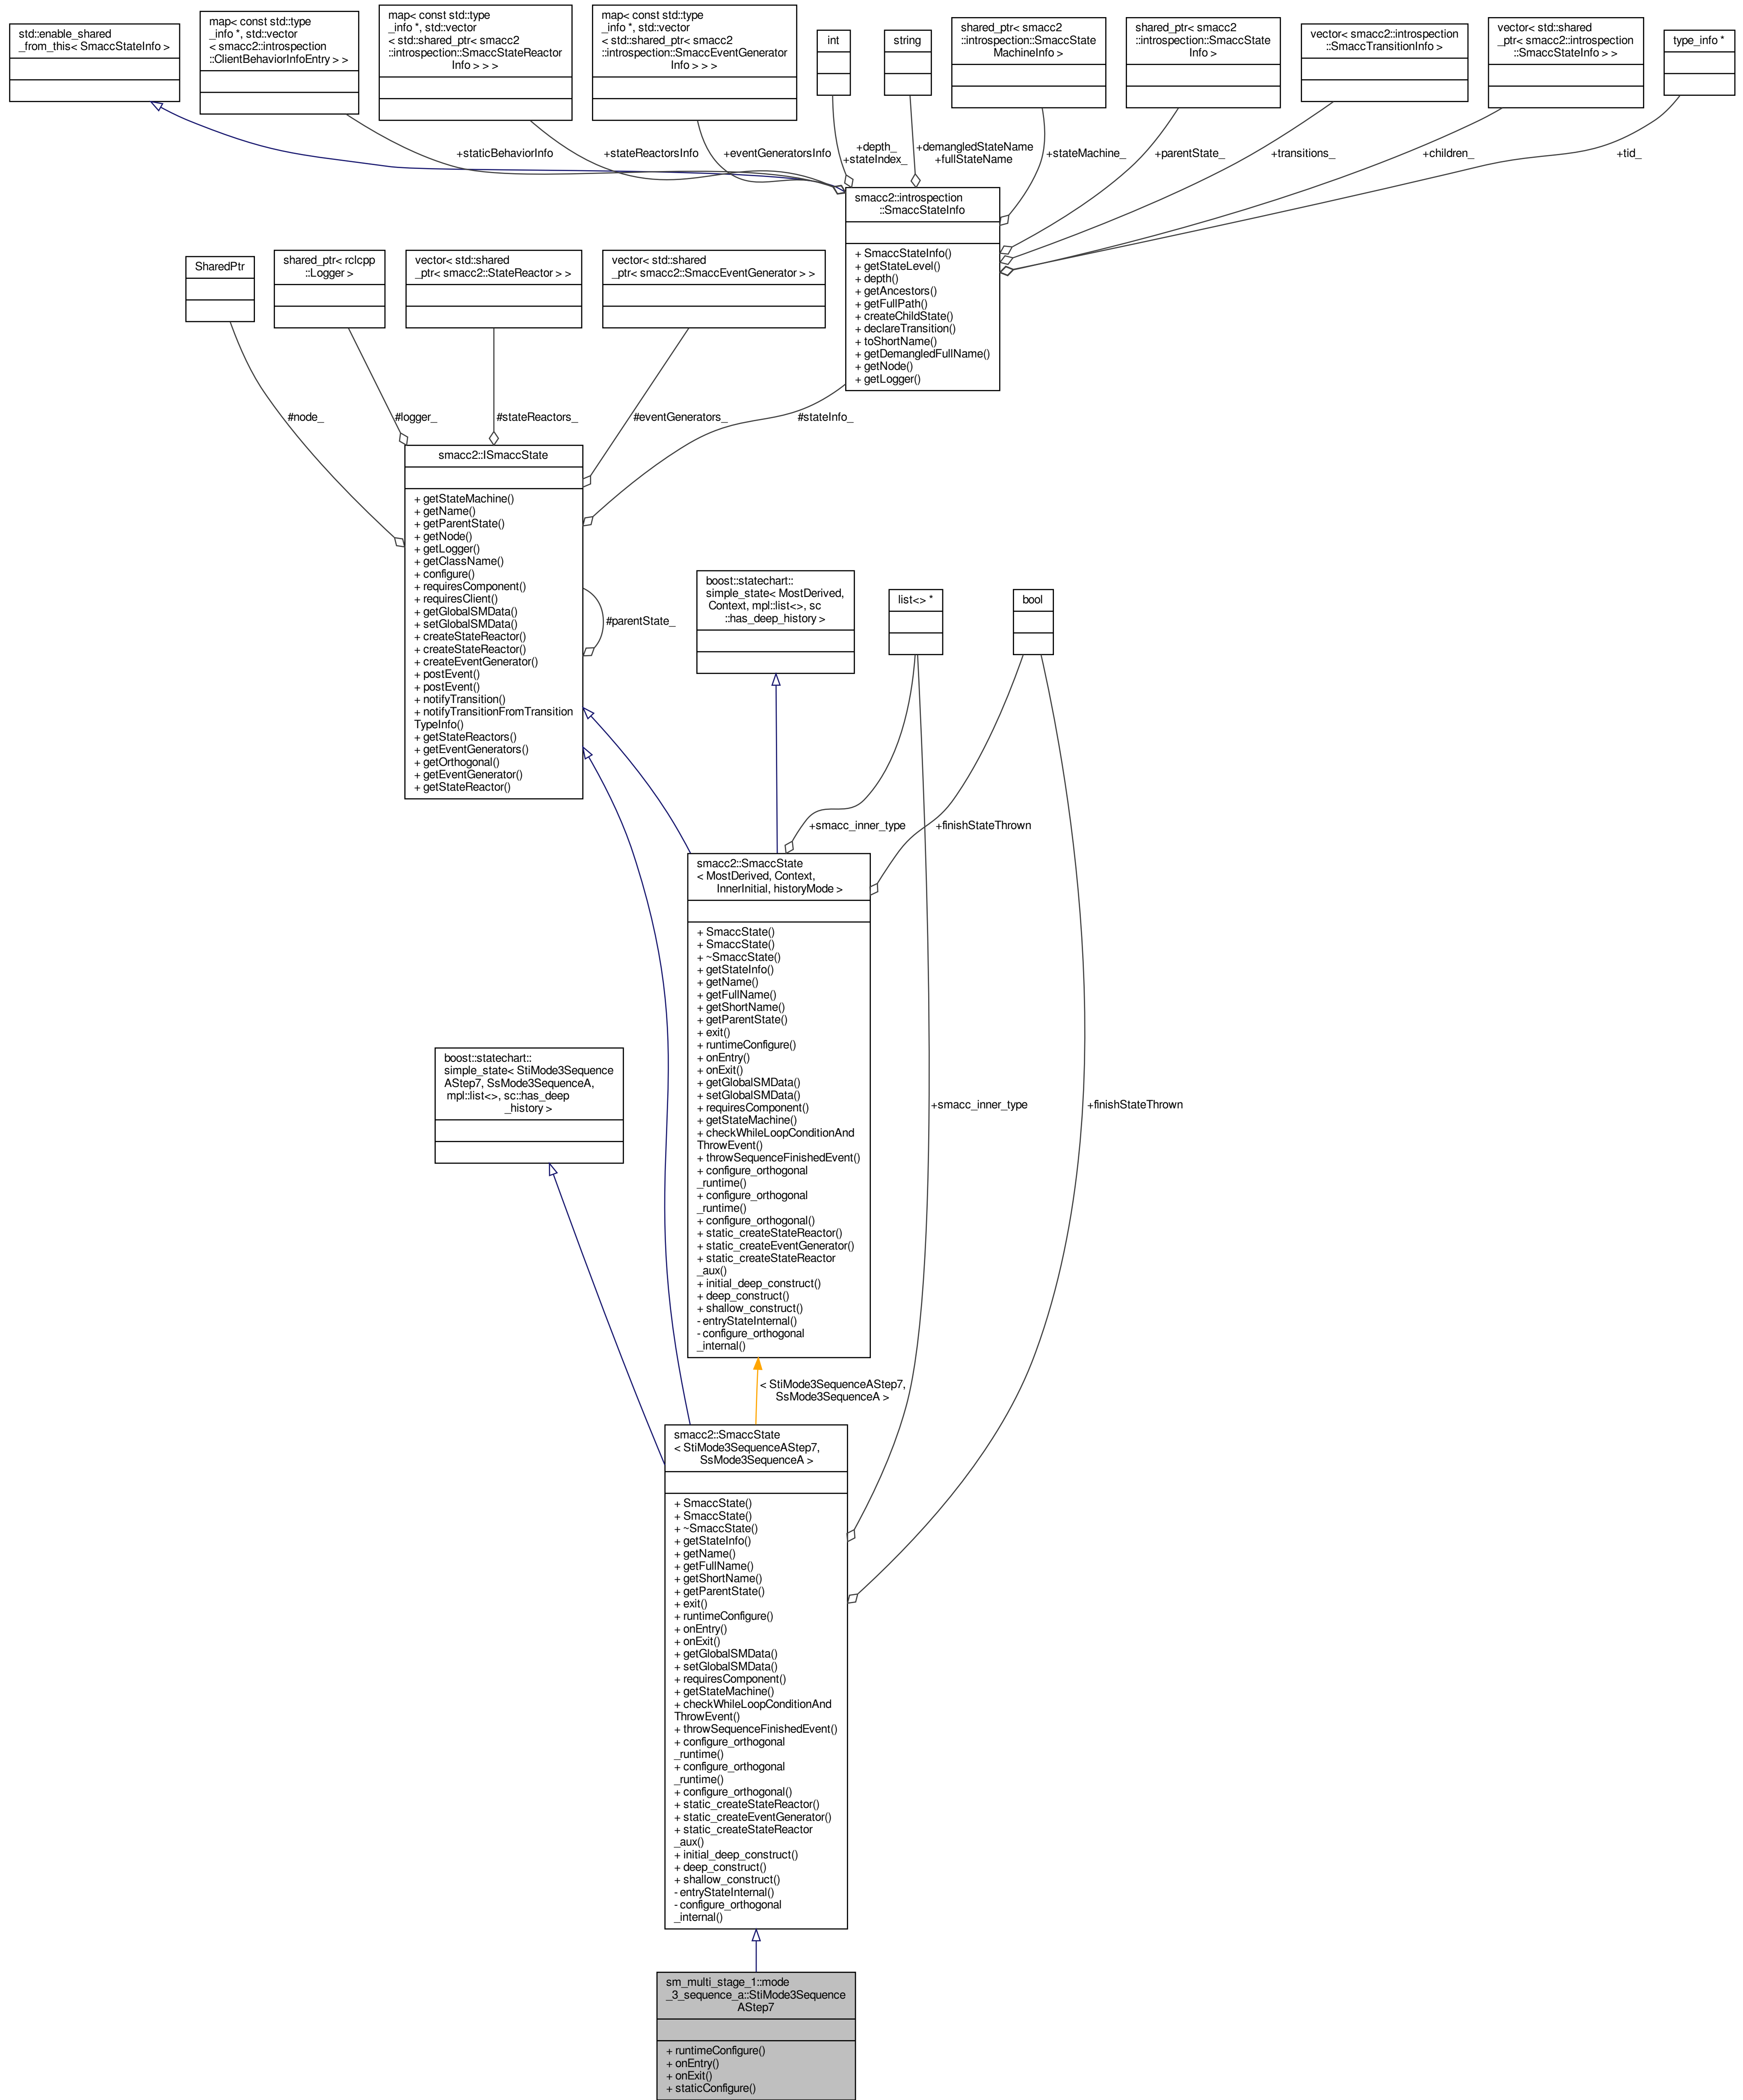 std::enable_shared
_from_this< SmaccStateInfo >
map< const std::type
_info *, std::vector
< smacc2::introspection
::ClientBehaviorInfoEntry > >
map< const std::type
_info *, std::vector
< std::shared_ptr< smacc2
::introspection::SmaccStateReactor
Info > > >
map< const std::type
_info *, std::vector
< std::shared_ptr< smacc2
::introspection::SmaccEventGenerator
Info > > >
int
string
shared_ptr< smacc2
::introspection::SmaccState
MachineInfo >
shared_ptr< smacc2
::introspection::SmaccState
Info >
vector< smacc2::introspection
::SmaccTransitionInfo >
vector< std::shared
_ptr< smacc2::introspection
::SmaccStateInfo > >
type_info *
+staticBehaviorInfo
+stateReactorsInfo
+eventGeneratorsInfo
+depth_
+stateIndex_
+demangledStateName
+fullStateName
+stateMachine_
+parentState_
+transitions_
+children_
+tid_
smacc2::introspection
::SmaccStateInfo
+ SmaccStateInfo()
+ getStateLevel()
+ depth()
+ getAncestors()
+ getFullPath()
+ createChildState()
+ declareTransition()
+ toShortName()
+ getDemangledFullName()
+ getNode()
+ getLogger()
SharedPtr
shared_ptr< rclcpp
::Logger >
vector< std::shared
_ptr< smacc2::StateReactor > >
vector< std::shared
_ptr< smacc2::SmaccEventGenerator > >
#node_
#logger_
#stateReactors_
#eventGenerators_
#stateInfo_
smacc2::ISmaccState
+ getStateMachine()
+ getName()
+ getParentState()
+ getNode()
+ getLogger()
+ getClassName()
+ configure()
+ requiresComponent()
+ requiresClient()
+ getGlobalSMData()
+ setGlobalSMData()
+ createStateReactor()
+ createStateReactor()
+ createEventGenerator()
+ postEvent()
+ postEvent()
+ notifyTransition()
+ notifyTransitionFromTransition
TypeInfo()
+ getStateReactors()
+ getEventGenerators()
+ getOrthogonal()
+ getEventGenerator()
+ getStateReactor()
#parentState_
boost::statechart::
simple_state< MostDerived,
Context, mpl::list<>, sc
::has_deep_history >
list<> *
bool
+smacc_inner_type
+finishStateThrown
smacc2::SmaccState
< MostDerived, Context,
InnerInitial, historyMode >
+ SmaccState()
+ SmaccState()
+ ~SmaccState()
+ getStateInfo()
+ getName()
+ getFullName()
+ getShortName()
+ getParentState()
+ exit()
+ runtimeConfigure()
+ onEntry()
+ onExit()
+ getGlobalSMData()
+ setGlobalSMData()
+ requiresComponent()
+ getStateMachine()
+ checkWhileLoopConditionAnd
ThrowEvent()
+ throwSequenceFinishedEvent()
+ configure_orthogonal
_runtime()
+ configure_orthogonal
_runtime()
+ configure_orthogonal()
+ static_createStateReactor()
+ static_createEventGenerator()
+ static_createStateReactor
_aux()
+ initial_deep_construct()
+ deep_construct()
+ shallow_construct()
- entryStateInternal()
- configure_orthogonal
_internal()
boost::statechart::
simple_state< StiMode3Sequence
AStep7, SsMode3SequenceA,
mpl::list<>, sc::has_deep
_history >
+smacc_inner_type
+finishStateThrown
< StiMode3SequenceAStep7,
SsMode3SequenceA >
smacc2::SmaccState
< StiMode3SequenceAStep7,
SsMode3SequenceA >
+ SmaccState()
+ SmaccState()
+ ~SmaccState()
+ getStateInfo()
+ getName()
+ getFullName()
+ getShortName()
+ getParentState()
+ exit()
+ runtimeConfigure()
+ onEntry()
+ onExit()
+ getGlobalSMData()
+ setGlobalSMData()
+ requiresComponent()
+ getStateMachine()
+ checkWhileLoopConditionAnd
ThrowEvent()
+ throwSequenceFinishedEvent()
+ configure_orthogonal
_runtime()
+ configure_orthogonal
_runtime()
+ configure_orthogonal()
+ static_createStateReactor()
+ static_createEventGenerator()
+ static_createStateReactor
_aux()
+ initial_deep_construct()
+ deep_construct()
+ shallow_construct()
- entryStateInternal()
- configure_orthogonal
_internal()
sm_multi_stage_1::mode
_3_sequence_a::StiMode3Sequence
AStep7
+ runtimeConfigure()
+ onEntry()
+ onExit()
+ staticConfigure()